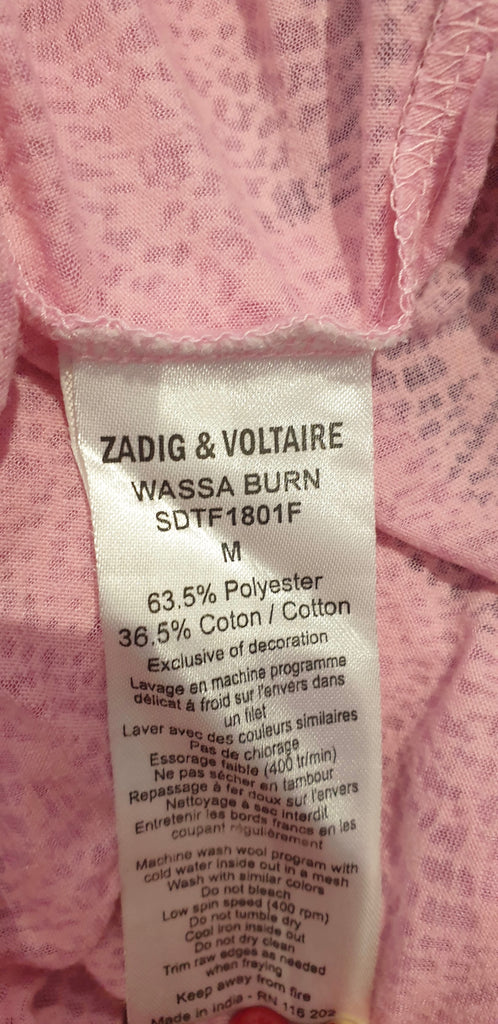 ZADIG & VOLTAIRE
WASSA BURN
SDTF1801F
M
63.5% Polyester
36.5% Coton / Cotton
Exclusive of decoration
Lavage en machine programme
délicat à froid sur l'envers dans
un filet
Laver avec des couleurs similaires
Pas de chlorage
Essorage faible (400 tr/min)
Ne pas sécher en tambour
Repassage à fer doux sur l'envers
Nettoyage à sec interdit
Entretenir les bords francs en les
coupant régulièrement
Machine wash wool program with
cold water inside out in a mesh
Wash with similar colors
Do not bleach
Low spin speed (400 rpm)
Do not tumble dry
Cool iron inside out
Do not dry clean
Trim raw edges as needed
when fraying
Keep away from fire
Made in India - RN 116 202